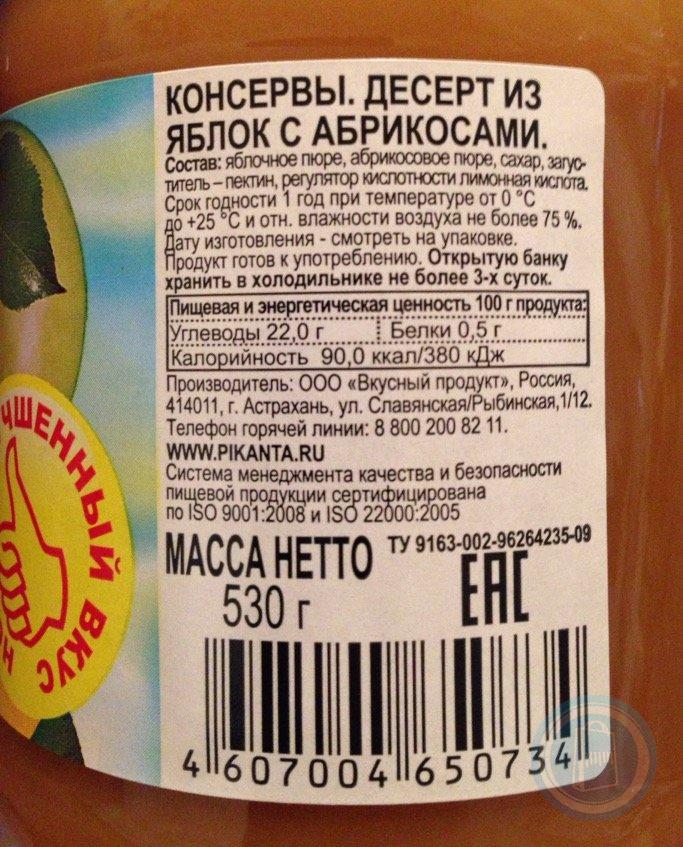 КОНСЕРВЫ. ДЕСЕРТ ИЗ
ЯБЛОК С АБРИКОСАМИ.
Состав: яблочное пюре, абрикосовое пюре, сахар, загус-
титель – пектин, регулятор кислотности лимонная кислота.
Срок годности 1 год при температуре от 0 °C
до +25 °C и отн. влажности воздуха не более 75 %.
Дату изготовления - смотреть на упаковке.
Продукт готов к употреблению. Открытую банку
хранить в холодильнике не более 3-х суток.
Пищевая и энергетическая ценность 100 г продукта:
Углеводы 22,0 г Белки 0,5 г
Калорийность 90,0 ккал/380 кДж
Производитель: ООО «Вкусный продукт», Россия,
414011, г. Астрахань, ул. Славянская/Рыбинская,1/12.
Телефон горячей линии: 8 800 200 82 11.
WWW.PIKANTA.RU
Система менеджмента качества и безопасности
пищевой продукции сертифицирована
по ISO 9001:2008 и ISO 22000:2005
МАССА НЕТТО ТУ 9163-002-96264235-09
530 г ЕАС
4 607004 650734
ЧШЕННЫЙ ВКУС